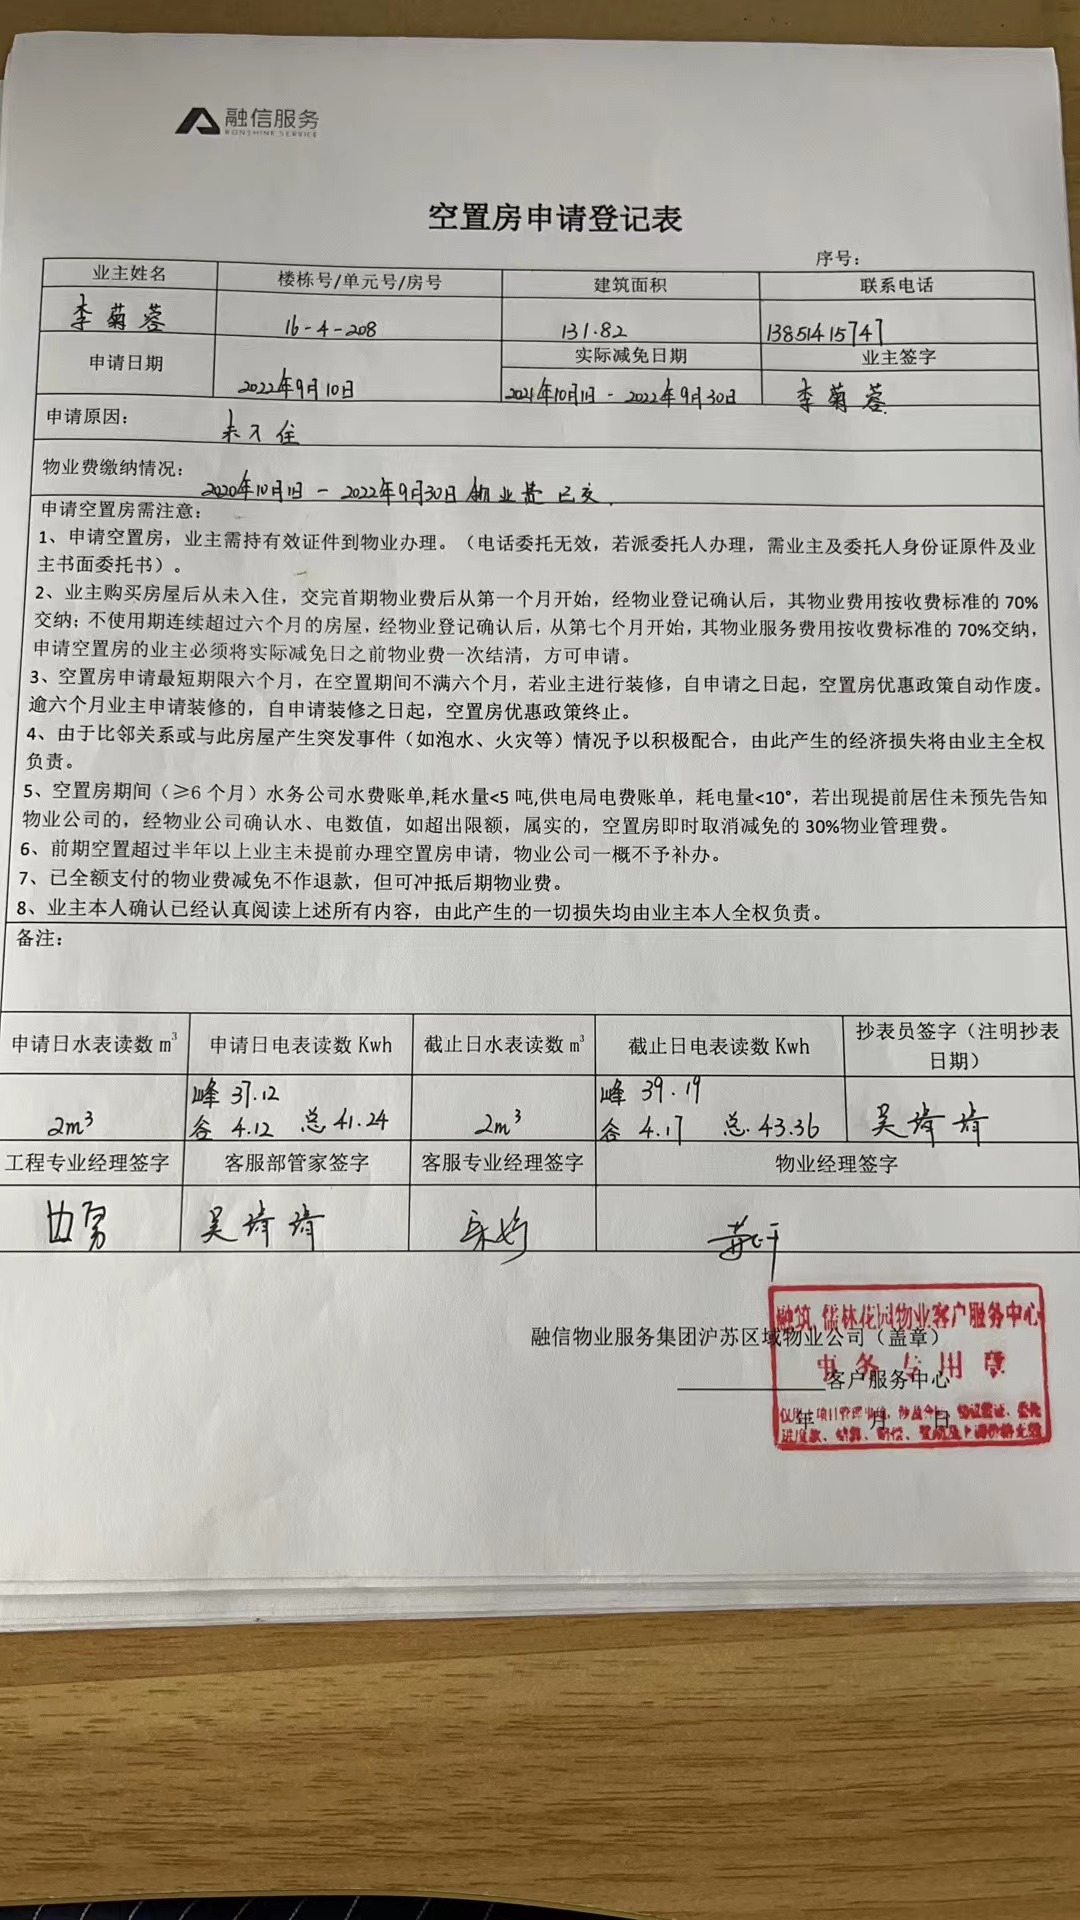 融信服务
RONSHINE SERVICE
空置房申请登记表
序号：
业主姓名 楼栋号/单元号/房号 建筑面积 联系电话
李菊蓉 16-4-208 131.82 13851415747
申请日期 实际减免日期 业主签字
2022年9月10日 2021年10月1日-2022年9月30日 李菊蓉
申请原因： 未入住
物业费缴纳情况： 2020年10月1日-2022年9月30日物业费已交.
申请空置房需注意：
1、申请空置房，业主需持有效证件到物业办理。（电话委托无效，若派委托人办理，需业主及委托人身份证原件及业
主书面委托书）。
2、业主购买房屋后从未入住，交完首期物业费后从第一个月开始，经物业登记确认后，其物业费用按收费标准的 70%
交纳；不使用期连续超过六个月的房屋，经物业登记确认后，从第七个月开始，其物业服务费用按收费标准的 70%交纳，
申请空置房的业主必须将实际减免日之前物业费一次结清，方可申请。
3、空置房申请最短期限六个月，在空置期间不满六个月，若业主进行装修，自申请之日起，空置房优惠政策自动作废。
逾六个月业主申请装修的，自申请装修之日起，空置房优惠政策终止。
4、由于比邻关系或与此房屋产生突发事件（如泡水、火灾等）情况予以积极配合，由此产生的经济损失将由业主全权
负责。
5、空置房期间（≥6 个月）水务公司水费账单,耗水量<5 吨,供电局电费账单，耗电量<10°，若出现提前居住未预先告知
物业公司的，经物业公司确认水、电数值，如超出限额，属实的，空置房即时取消减免的 30%物业管理费。
6、前期空置超过半年以上业主未提前办理空置房申请，物业公司一概不予补办。
7、已全额支付的物业费减免不作退款，但可冲抵后期物业费。
8、业主本人确认已经认真阅读上述所有内容，由此产生的一切损失均由业主本人全权负责。
备注：
申请日水表读数 m³ 申请日电表读数 Kwh 截止日水表读数 m³ 截止日电表读数 Kwh 抄表员签字（注明抄表
日期）
峰 37.12 峰 39.19
2m³ 谷 4.12 总 41.24 2m³ 谷 4.17 总.43.36 吴琦琦
工程专业经理签字 客服部管家签字 客服专业经理签字 物业经理签字
吴琦琦
融筑.儒林花园物业客户服务中心
融信物业服务集团沪苏区域物业公司（盖章）
事务专用章
客户服务中心
年 月 日